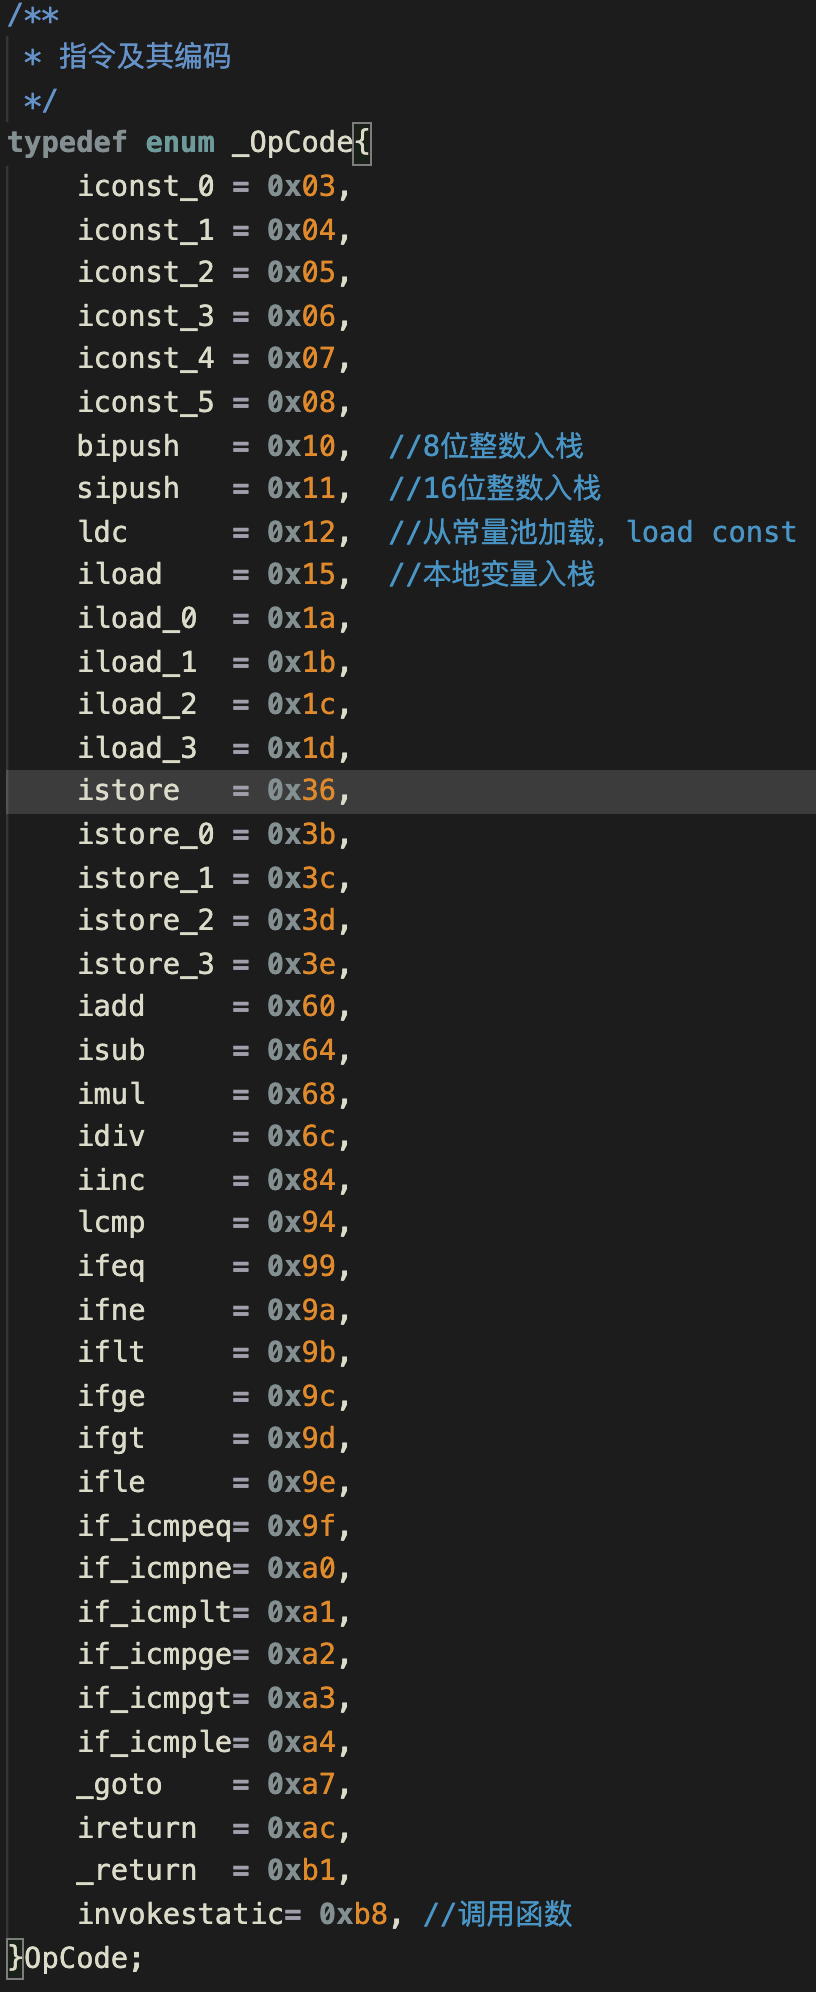 /**
 * 指令及其编码
 */
typedef enum _OpCode{
    iconst_0 = 0x03,
    iconst_1 = 0x04,
    iconst_2 = 0x05,
    iconst_3 = 0x06,
    iconst_4 = 0x07,
    iconst_5 = 0x08,
    bipush   = 0x10,  //8位整数入栈
    sipush   = 0x11,  //16位整数入栈
    ldc      = 0x12,  //从常量池加载，load const
    iload    = 0x15,  //本地变量入栈
    iload_0  = 0x1a,
    iload_1  = 0x1b,
    iload_2  = 0x1c,
    iload_3  = 0x1d,
    istore   = 0x36,
    istore_0 = 0x3b,
    istore_1 = 0x3c,
    istore_2 = 0x3d,
    istore_3 = 0x3e,
    iadd     = 0x60,
    isub     = 0x64,
    imul     = 0x68,
    idiv     = 0x6c,
    iinc     = 0x84,
    lcmp     = 0x94,
    ifeq     = 0x99,
    ifne     = 0x9a,
    iflt     = 0x9b,
    ifge     = 0x9c,
    ifgt     = 0x9d,
    ifle     = 0x9e,
    if_icmpeq= 0x9f,
    if_icmpne= 0xa0,
    if_icmplt= 0xa1,
    if_icmpge= 0xa2,
    if_icmpgt= 0xa3,
    if_icmple= 0xa4,
    _goto    = 0xa7,
    ireturn  = 0xac,
    _return  = 0xb1,
    invokestatic= 0xb8, //调用函数
}OpCode;